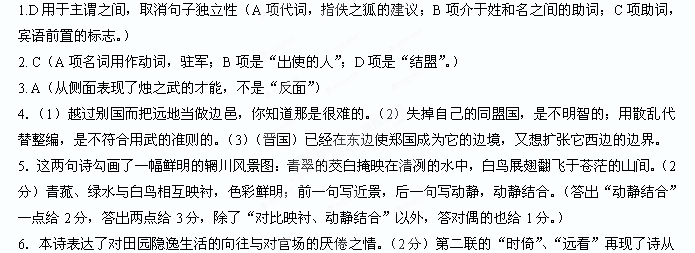 1.D 用于主谓之间，取消句子独立性（A 项代词，指佚之狐的建议；B 项介于姓和名之间的助词；C 项助词，
宾语前置的标志。）
2. C（A 项名词用作动词，驻军；B 项是“出使的人”；D 项是“结盟”。）
3. A（从侧面表现了烛之武的才能，不是“反面”）
4．（1）越过别国而把远地当做边邑，你知道那是很难的。（2）失掉自己的同盟国，是不明智的；用散乱代
替整编，是不符合用武的准则的。（3）（晋国）已经在东边使郑国成为它的边境，又想扩张它西边的边界。
5．这两句诗勾画了一幅鲜明的辋川风景图：青翠的茭白掩映在清冽的水中，白鸟展翅翻飞于苍茫的山间。（2
分）青菰、绿水与白鸟相互映衬，色彩鲜明；前一句写近景，后一句写动静，动静结合。（答出“动静结合”
一点给 2 分，答出两点给 3 分，除了“对比映衬、动静结合”以外，答对偶的也给 1 分。）
6．本诗表达了对田园隐逸生活的向往与对官场的厌倦之情。（2 分）第二联的“时倚”、“远看”再现了诗从